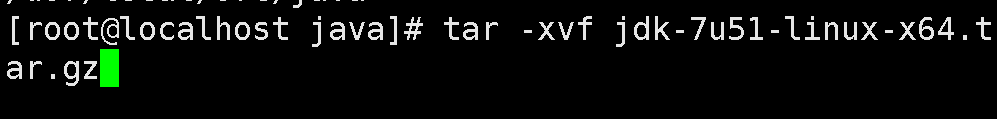 [root@localhost java]# tar -xvf jdk-7u51-linux-x64.t
ar.gz